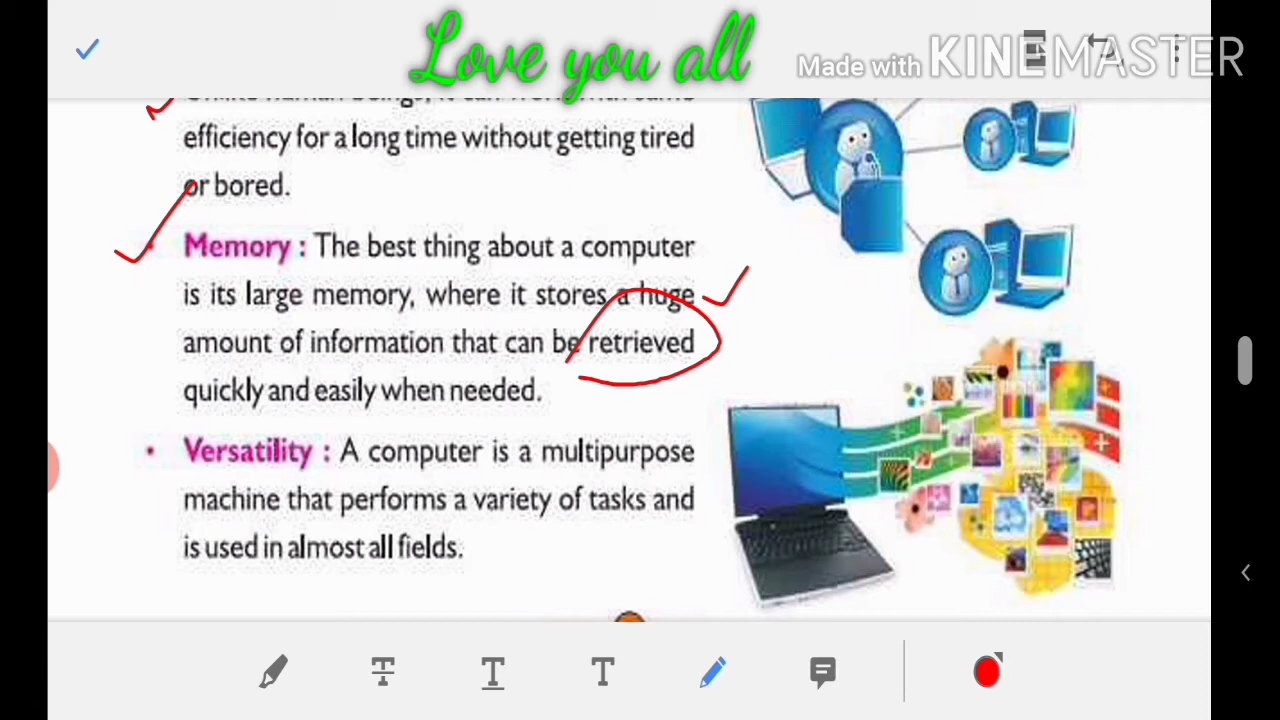 Love you all
Made with KINEMASTER
efficiency for a long time without getting tired
or bored.
• Memory : The best thing about a computer
is its large memory, where it stores a huge
amount of information that can be retrieved
quickly and easily when needed.
• Versatility : A computer is a multipurpose
machine that performs a variety of tasks and
is used in almost all fields.